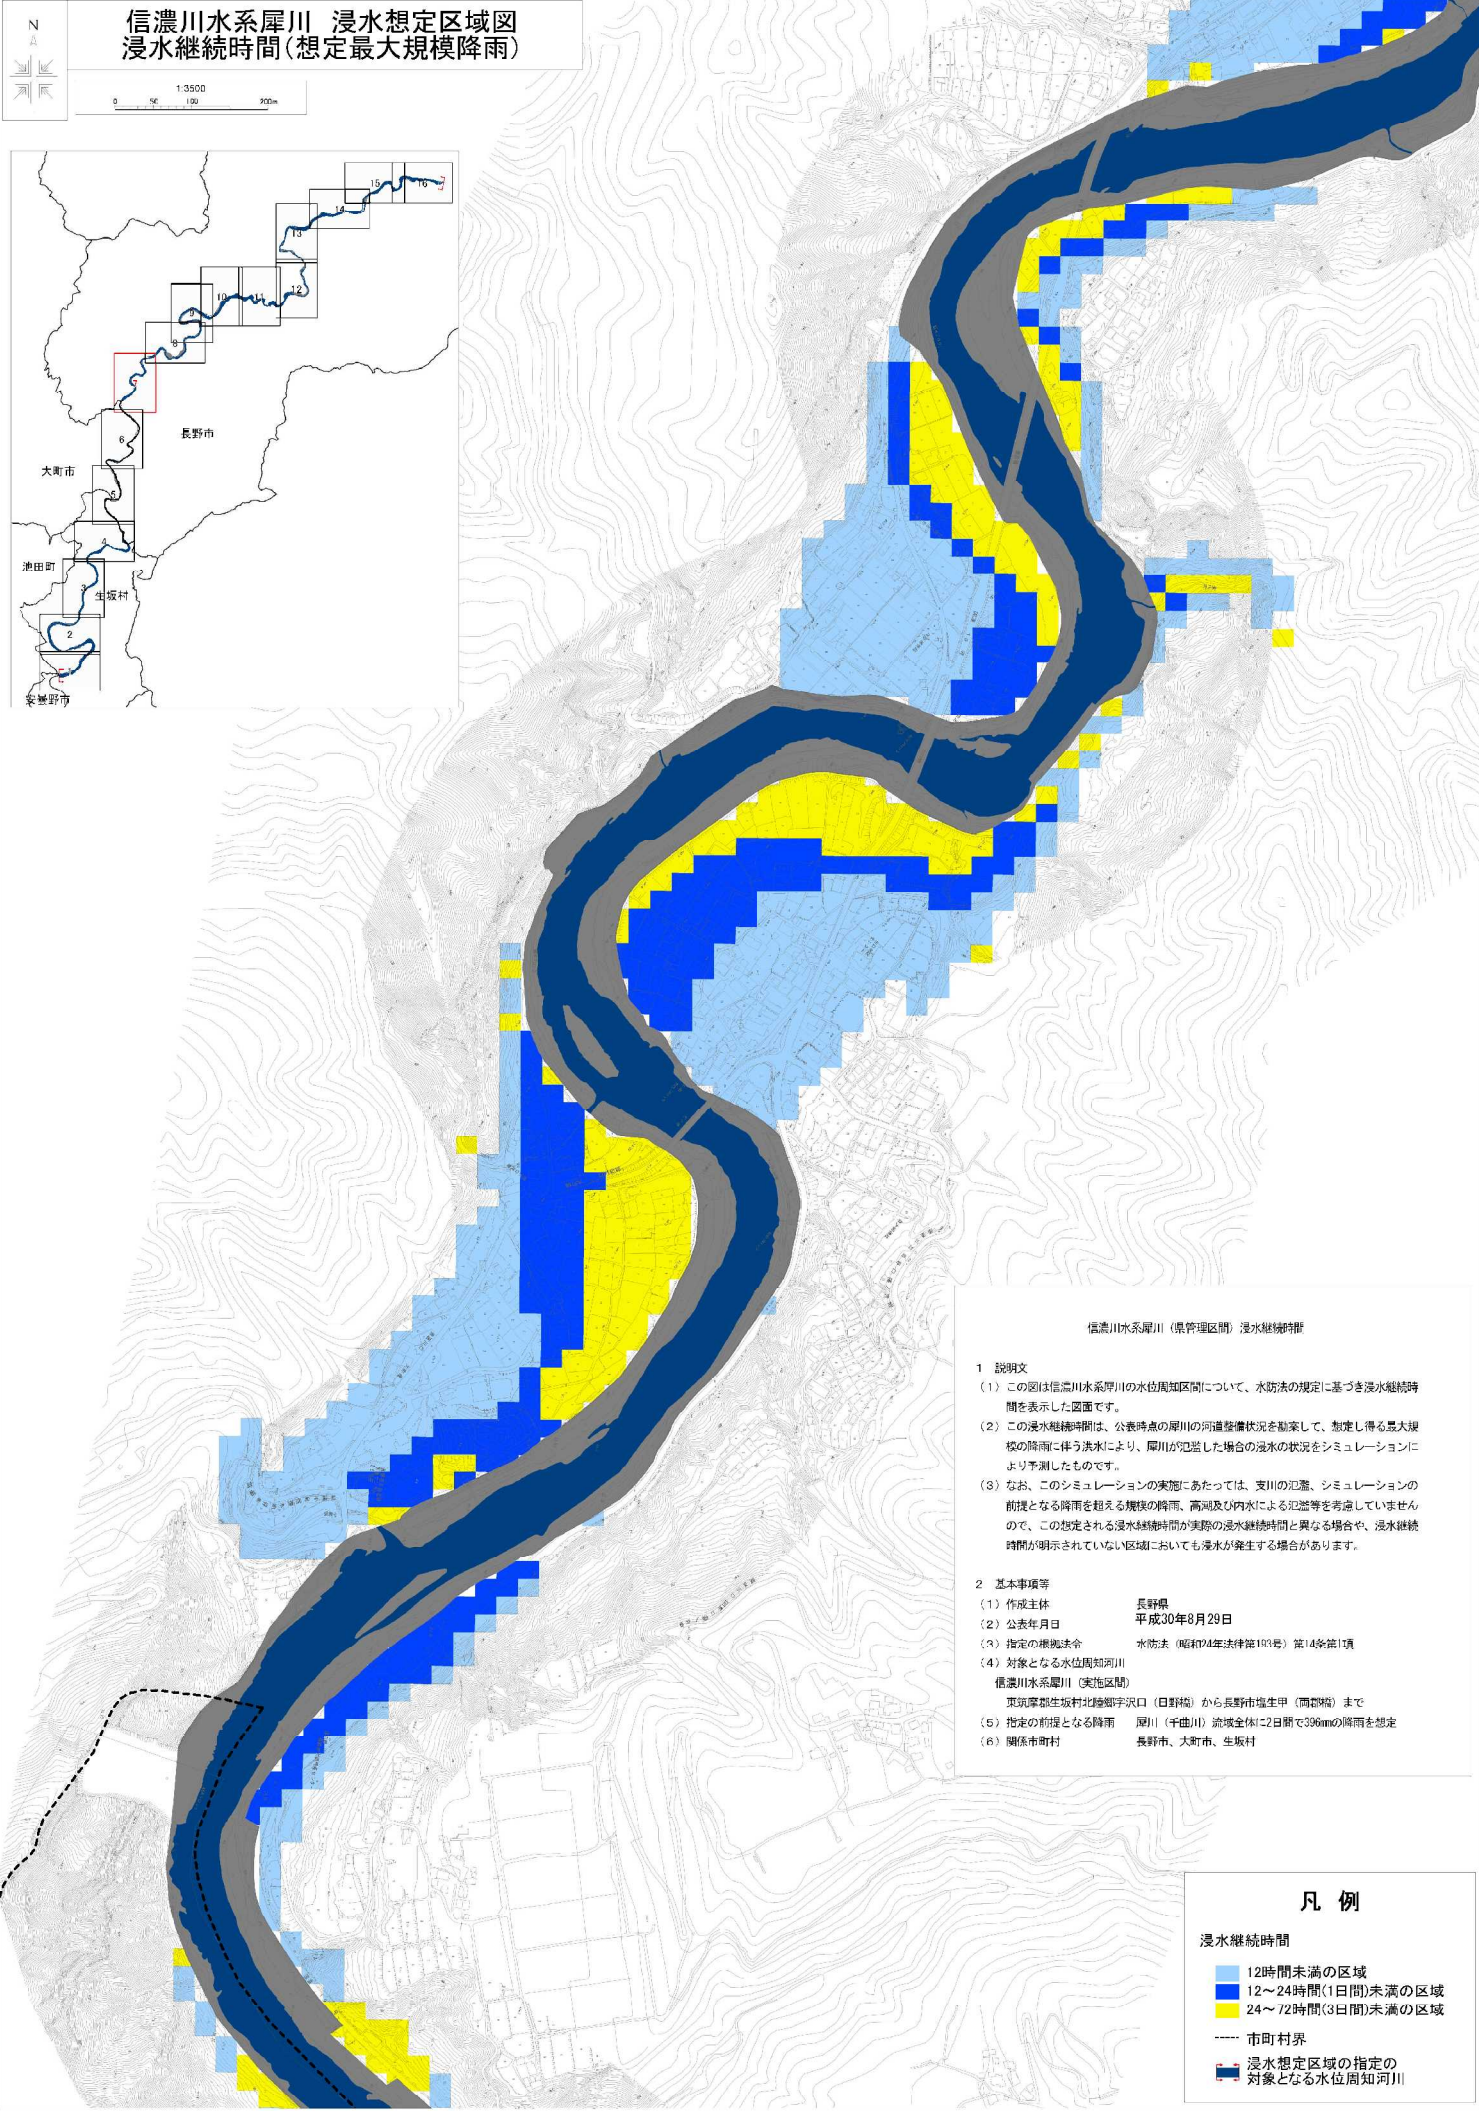 N
信濃川水系犀川 浸水想定区域図
浸水継続時間(想定最大規模降雨)
1:3500
0 50 100 200m
15
16
14
13
12
11
10
9
8
7
6
長野市
大町市
5
4
池田町
3
生坂村
2
1
安曇野市
信濃川水系犀川（県管理区間）浸水継続時間
1 説明文
（1）この図は信濃川水系犀川の水位周知区間について、水防法の規定に基づき浸水継続時
間を表示した図面です。
（2）この浸水継続時間は、公表時点の犀川の河道整備状況を勘案して、想定し得る最大規
模の降雨に伴う洪水により、犀川が氾濫した場合の浸水の状況をシミュレーションに
より予測したものです。
（3）なお、このシミュレーションの実施にあたっては、支川の氾濫、シミュレーションの
前提となる降雨を超える規模の降雨、高潮及び内水による氾濫等を考慮していません
ので、この想定される浸水継続時間が実際の浸水継続時間と異なる場合や、浸水継続
時間が明示されていない区域においても浸水が発生する場合があります。
2 基本事項等
（1）作成主体 長野県
（2）公表年月日 平成30年8月29日
（3）指定の根拠法令 水防法（昭和24年法律第193号）第14条第1項
（4）対象となる水位周知河川
信濃川水系犀川（実施区間）
東筑摩郡生坂村北陸郷字沢口（日野橋）から長野市塩生甲（両郡橋）まで
（5）指定の前提となる降雨 犀川（千曲川）流域全体に2日間で396mmの降雨を想定
（6）関係市町村 長野市、大町市、生坂村
凡 例
浸水継続時間
12時間未満の区域
12～24時間(1日間)未満の区域
24～72時間(3日間)未満の区域
市町村界
浸水想定区域の指定の
対象となる水位周知河川